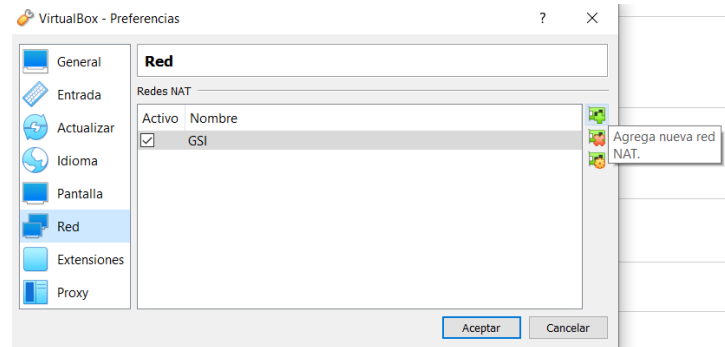 VirtualBox - Preferencias
General
Entrada
Actualizar
Idioma
Pantalla
Red
Extensiones
Proxy
Red
Redes NAT
Activo Nombre
GSI
Agrega nueva red
NAT.
Aceptar Cancelar